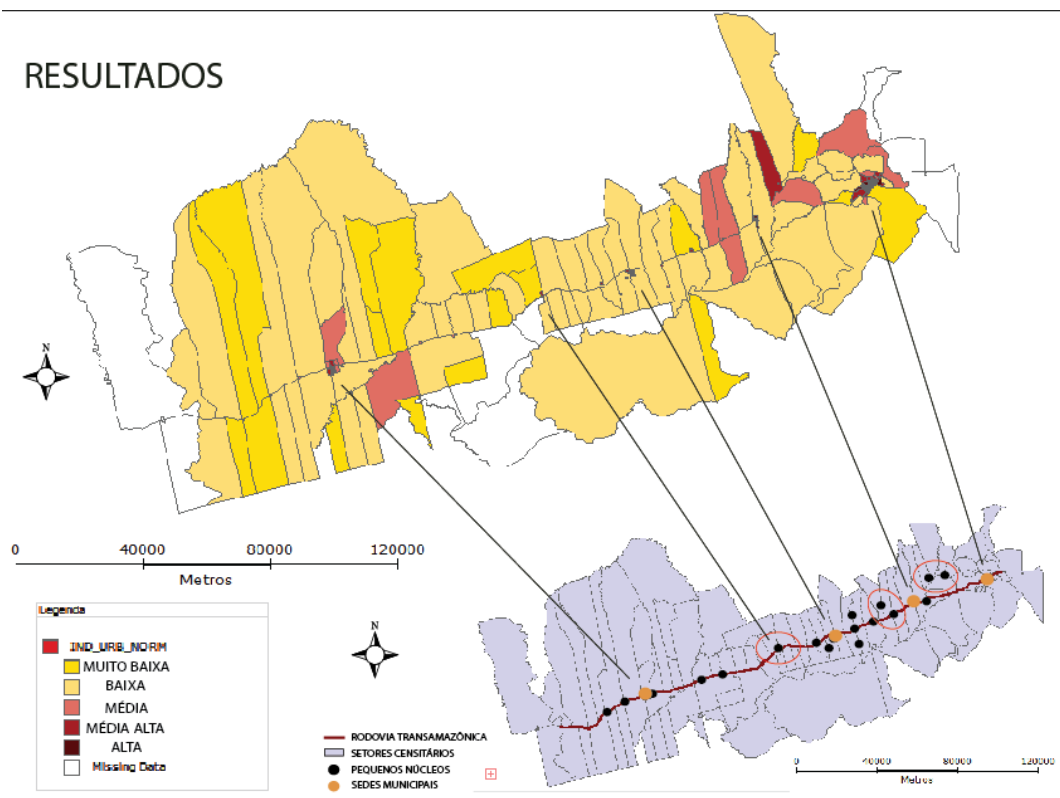 RESULTADOS
N
0 40000 80000 120000
Metros
Legenda
IND_URB_NORM
MUITO BAIXA
BAIXA
MÉDIA
MÉDIA ALTA
ALTA
Missing Data
N
RODOVIA TRANSAMAZÔNICA
SETORES CENSITÁRIOS
PEQUENOS NÚCLEOS
SEDES MUNICIPAIS
0 40000 80000 120000
Metros